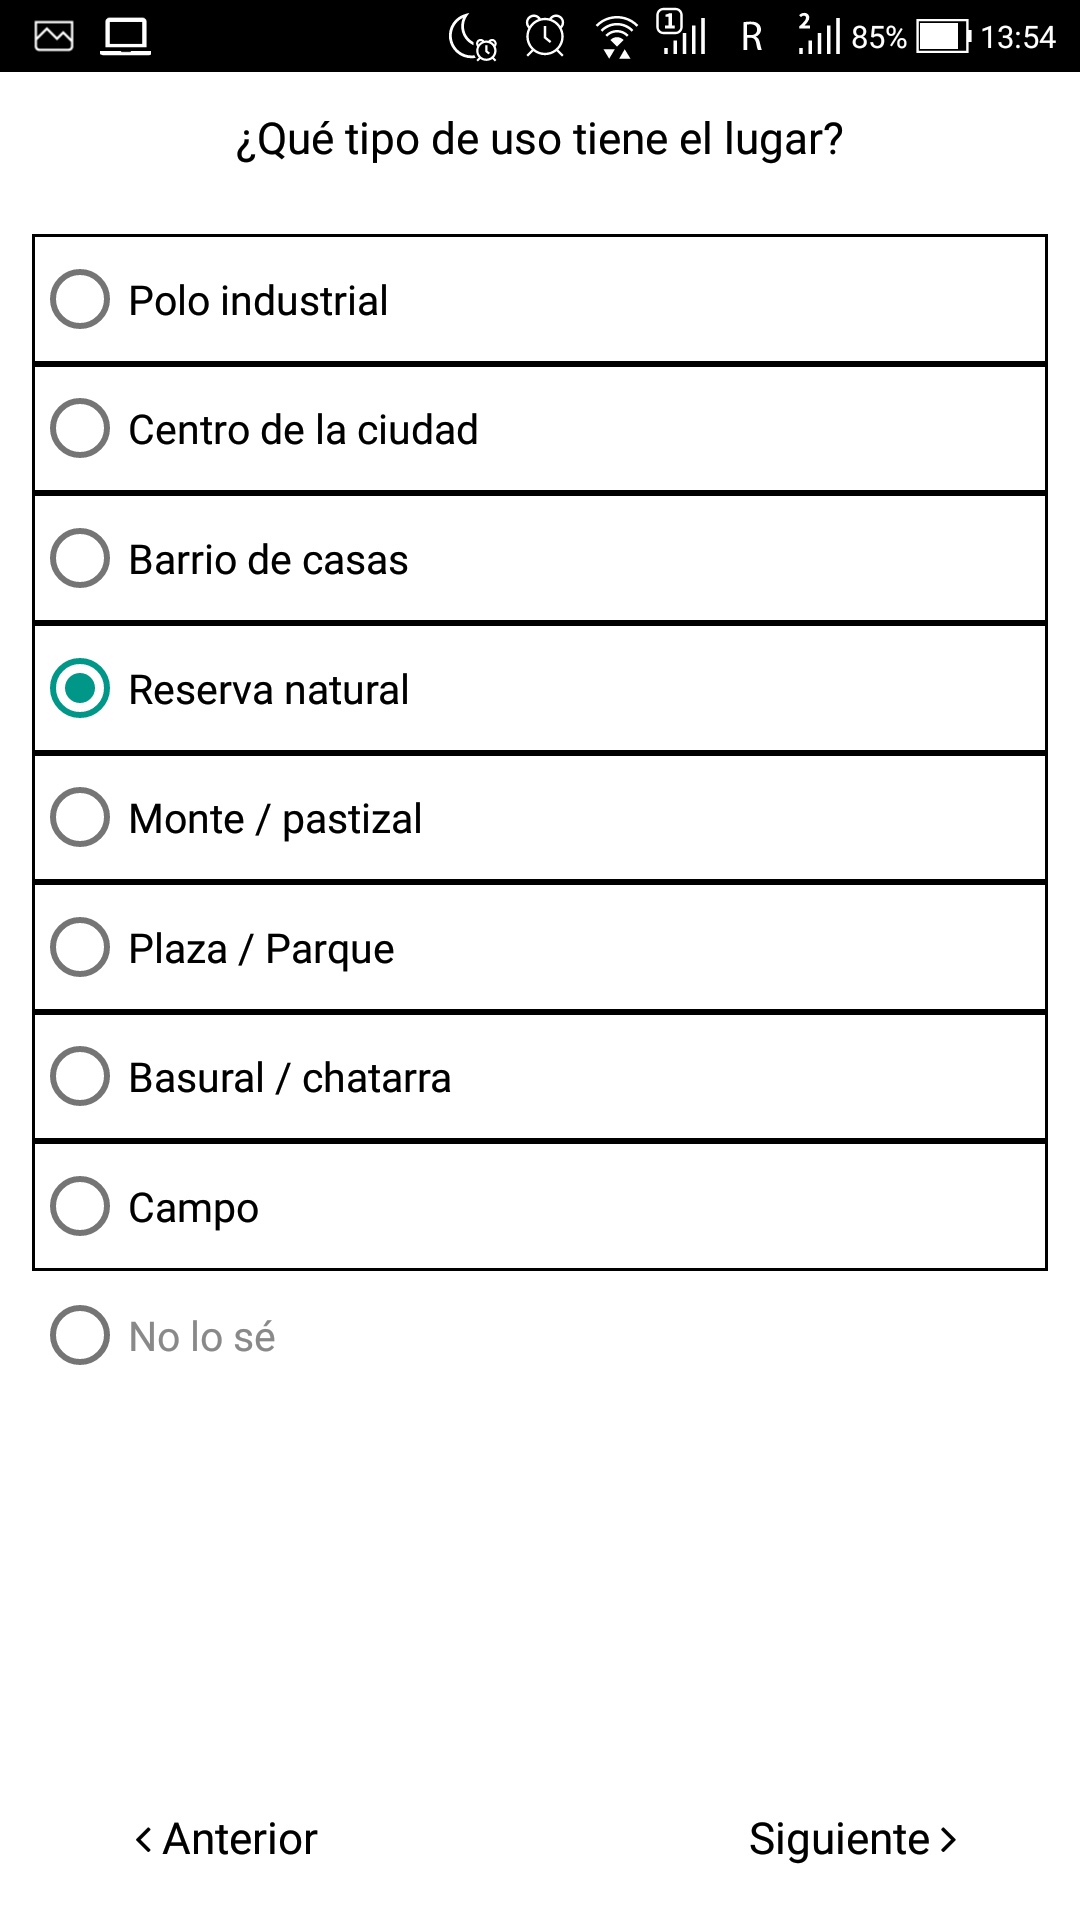 1 R 2 85% 13:54
¿Qué tipo de uso tiene el lugar?
Polo industrial
Centro de la ciudad
Barrio de casas
Reserva natural
Monte / pastizal
Plaza / Parque
Basural / chatarra
Campo
No lo sé
‹ Anterior
Siguiente ›